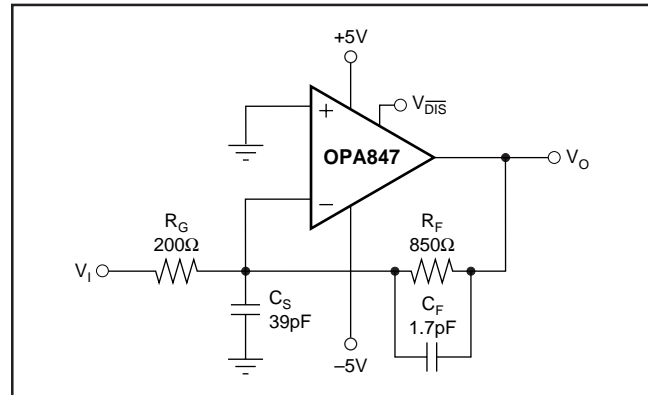 +5V
V_DIS̅
+
OPA847
V_O
−
R_G
200Ω
R_F
850Ω
V_I
C_S
39pF
C_F
1.7pF
–5V